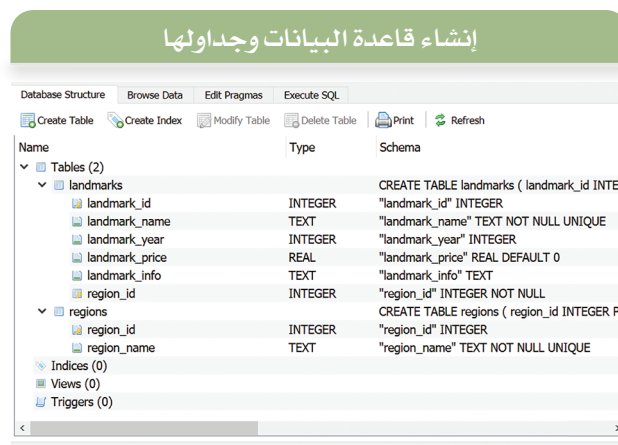 إنشاء قاعدة البيانات وجداولها
Database Structure Browse Data Edit Pragmas Execute SQL
Create Table Create Index Modify Table Delete Table Print Refresh
Name Type Schema
Tables (2)
landmarks CREATE TABLE landmarks ( landmark_id INTE
landmark_id INTEGER "landmark_id" INTEGER
landmark_name TEXT "landmark_name" TEXT NOT NULL UNIQUE
landmark_year INTEGER "landmark_year" INTEGER
landmark_price REAL "landmark_price" REAL DEFAULT 0
landmark_info TEXT "landmark_info" TEXT
region_id INTEGER "region_id" INTEGER NOT NULL
regions CREATE TABLE regions ( region_id INTEGER P
region_id INTEGER "region_id" INTEGER
region_name TEXT "region_name" TEXT NOT NULL UNIQUE
Indices (0)
Views (0)
Triggers (0)